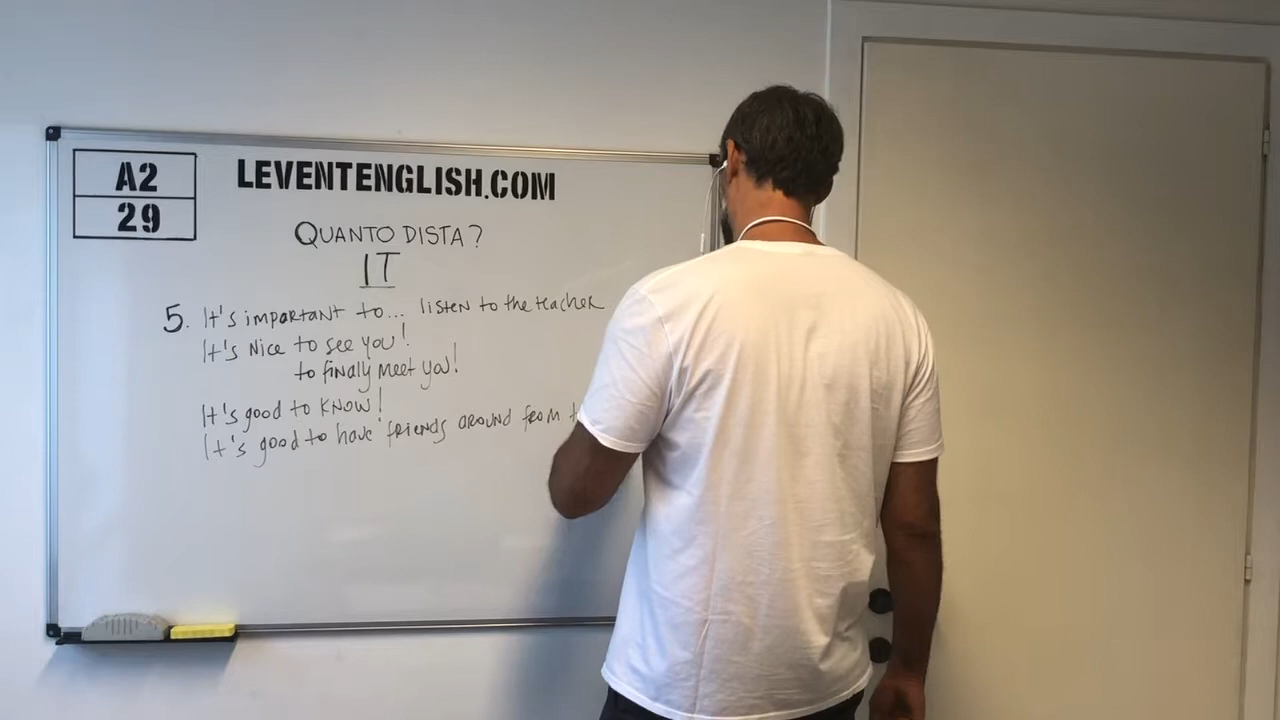 A2
29
LEVENTENGLISH.COM
QUANTO DISTA?
IT
5. It's important to... listen to the teacher
It's nice to see you!
to finally meet you!
It's good to know!
It's good to have friends around from